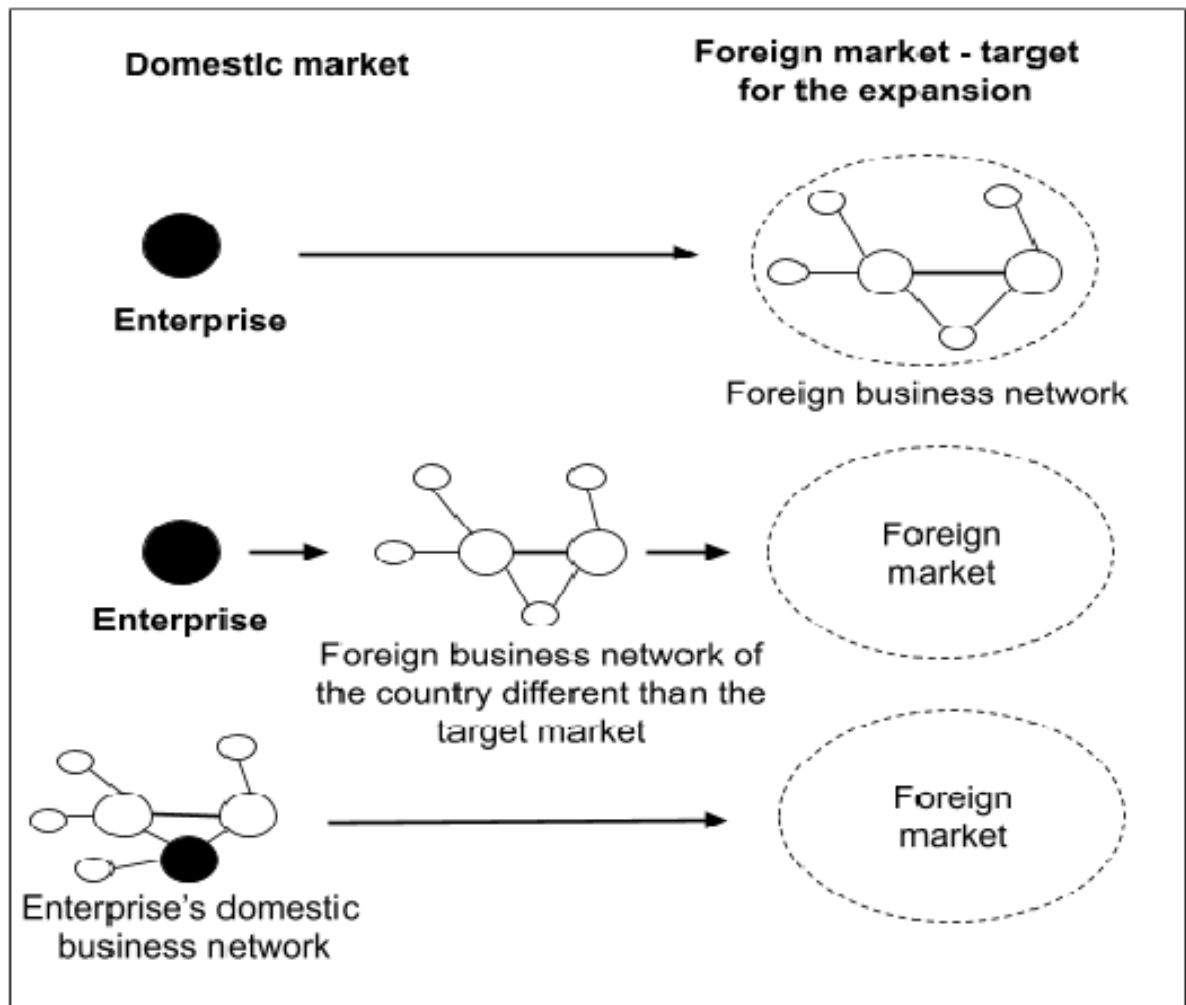 Domestic market
Foreign market - target
for the expansion
Enterprise
Foreign business network
Enterprise
Foreign business network of
the country different than the
target market
Foreign
market
Enterprise's domestic
business network
Foreign
market